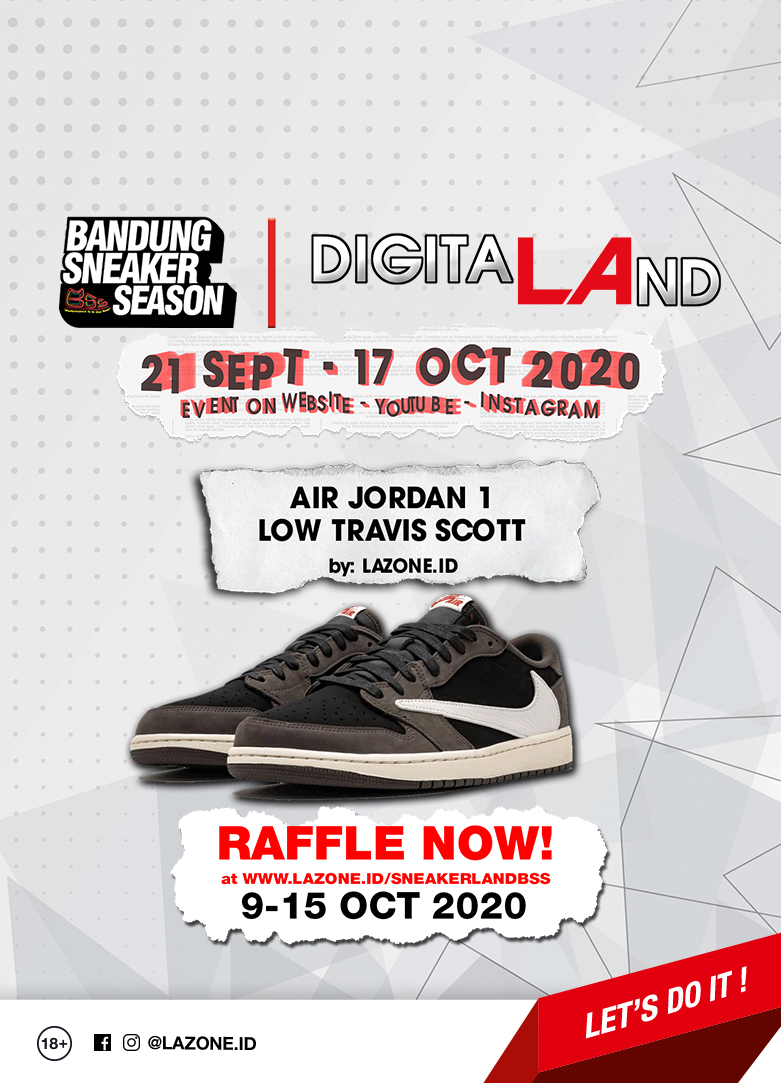 BANDUNG
SNEAKER
SEASON
DIGITALAND
21 SEPT - 17 OCT 2020
EVENT ON WEBSITE - YOUTUBE - INSTAGRAM
AIR JORDAN 1
LOW TRAVIS SCOTT
by: LAZONE.ID
RAFFLE NOW!
at WWW.LAZONE.ID/SNEAKERLANDBSS
9-15 OCT 2020
LET'S DO IT !
18+
@LAZONE.ID